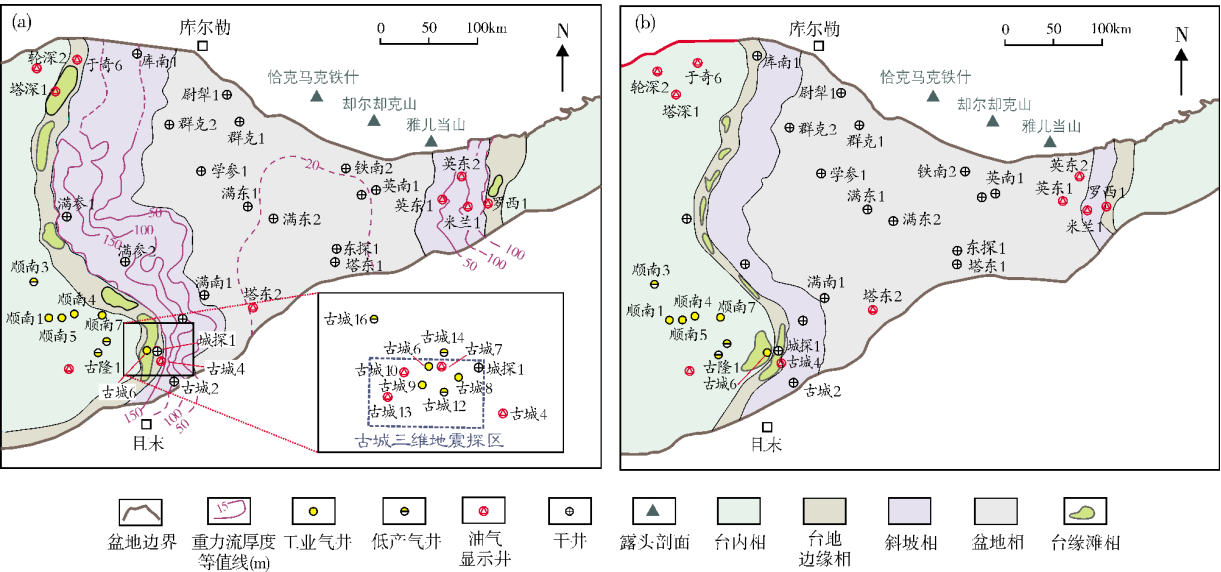 (a)
库尔勒
0 50 100km
N
轮深2
于奇6
库南1
塔深1
尉犁1
恰克马克铁什
却尔却克山
雅尔当山
群克2
群克1
学参1
20
铁南2
英东2
英南1
满东1
满东2
英东1
米兰1
罗西1
满参1
50
100
150
满参2
东探1
塔东1
50
100
100
顺南3
顺南4
满南1
塔东2
顺南1
顺南5
顺南7
城探1
古隆1
古城4
古城6
古城2
150
100
50
且末
古城16
古城14
古城6
古城7
古城10
城探1
古城9
古城8
古城13
古城12
古城4
古城三维地震探区
(b)
库尔勒
0 50 100km
N
轮深2
于奇6
库南1
塔深1
尉犁1
恰克马克铁什
却尔却克山
雅尔当山
群克2
群克1
学参1
铁南2
英东2
英南1
英东1
罗西1
米兰1
满东1
满东2
东探1
塔东1
顺南3
满南1
顺南4
顺南1
顺南7
顺南5
塔东2
城探1
古隆1
古城4
古城6
古城2
且末
15
盆地边界
重力流厚度
等值线(m)
工业气井
低产气井
油气
显示井
干井
露头剖面
台内相
台地
边缘相
斜坡相
盆地相
台缘滩相